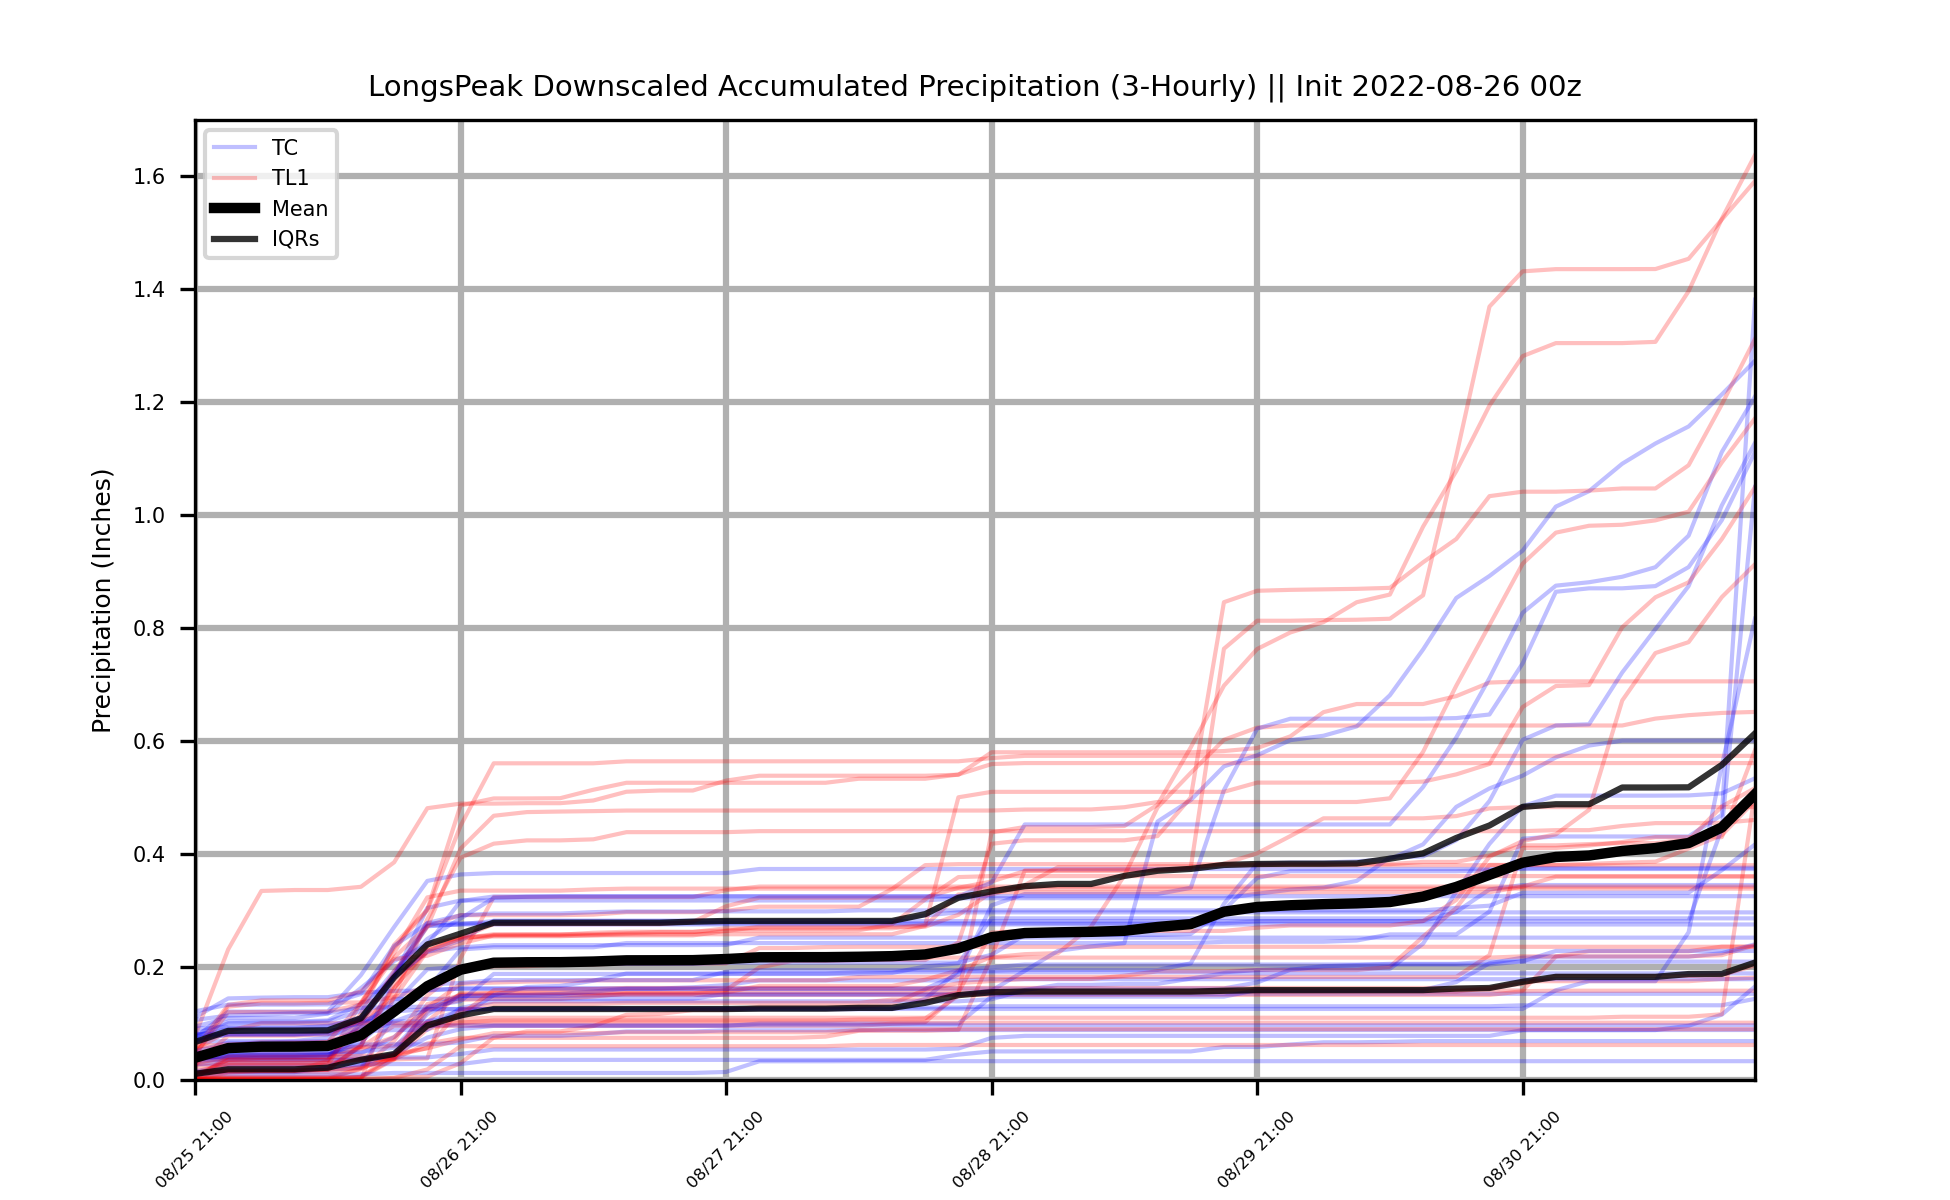 LongsPeak Downscaled Accumulated Precipitation (3-Hourly) || Init 2022-08-26 00z
TC
TL1
Mean
IQRs
Precipitation (Inches)
1.6
1.4
1.2
1.0
0.8
0.6
0.4
0.2
0.0
08/25 21:00
08/26 21:00
08/27 21:00
08/28 21:00
08/29 21:00
08/30 21:00